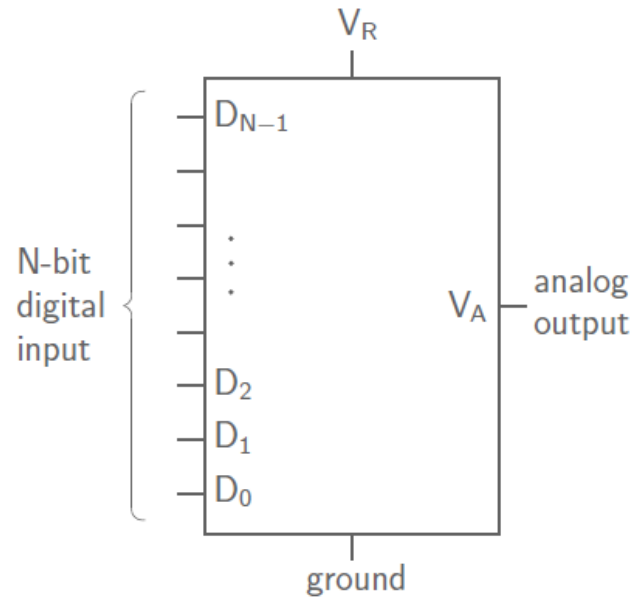 V_R
D_{N−1}
N-bit
digital
input
analog
V_A
output
D_2
D_1
D_0
ground